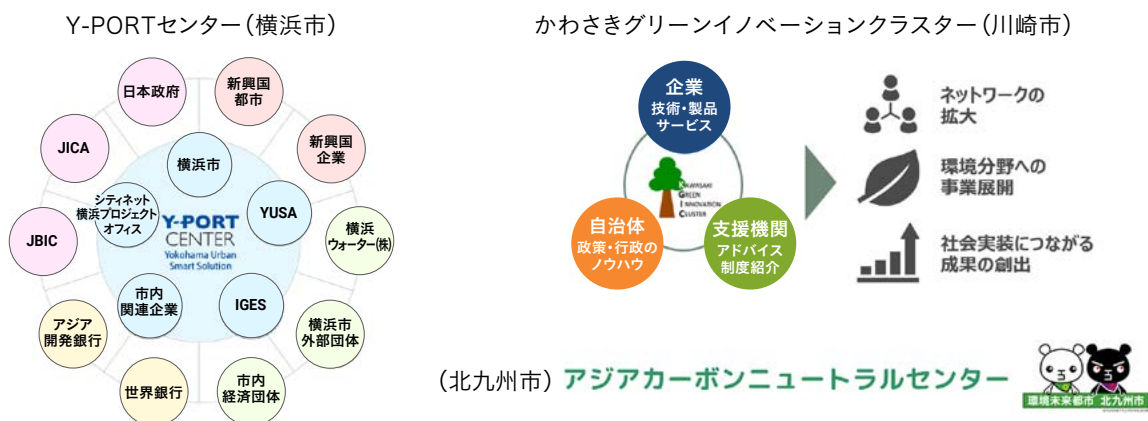 Y-PORTセンター(横浜市)
日本政府
新興国
都市
JICA
新興国
企業
横浜市
シティネット
横浜プロジェクト
オフィス
YUSA
JBIC
横浜
ウォーター(株)
Y-PORT
CENTER
Yokohama Urban
Smart Solution
市内
関連企業
IGES
アジア
開発銀行
横浜市
外部団体
世界銀行
市内
経済団体
かわさきグリーンイノベーションクラスター(川崎市)
企業
技術・製品
サービス
KAWASAKI
GREEN
INNOVATION
CLUSTER
自治体
政策・行政の
ノウハウ
支援機関
アドバイス
制度紹介
ネットワークの
拡大
環境分野への
事業展開
社会実装につながる
成果の創出
(北九州市) アジアカーボンニュートラルセンター
環境未来都市 北九州市